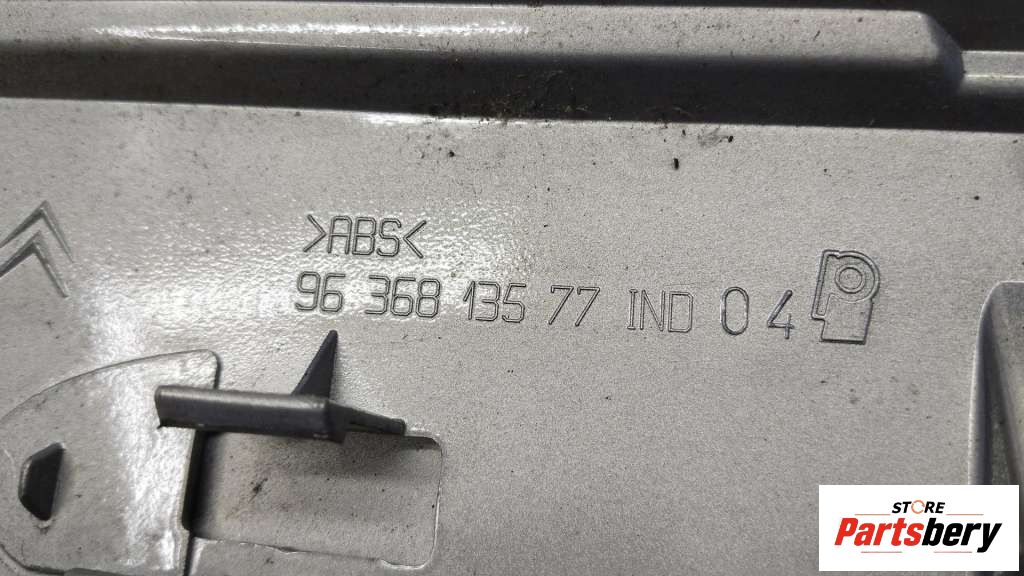 >ABS<
96 368 135 77 IND 04
STORE
Partsbery